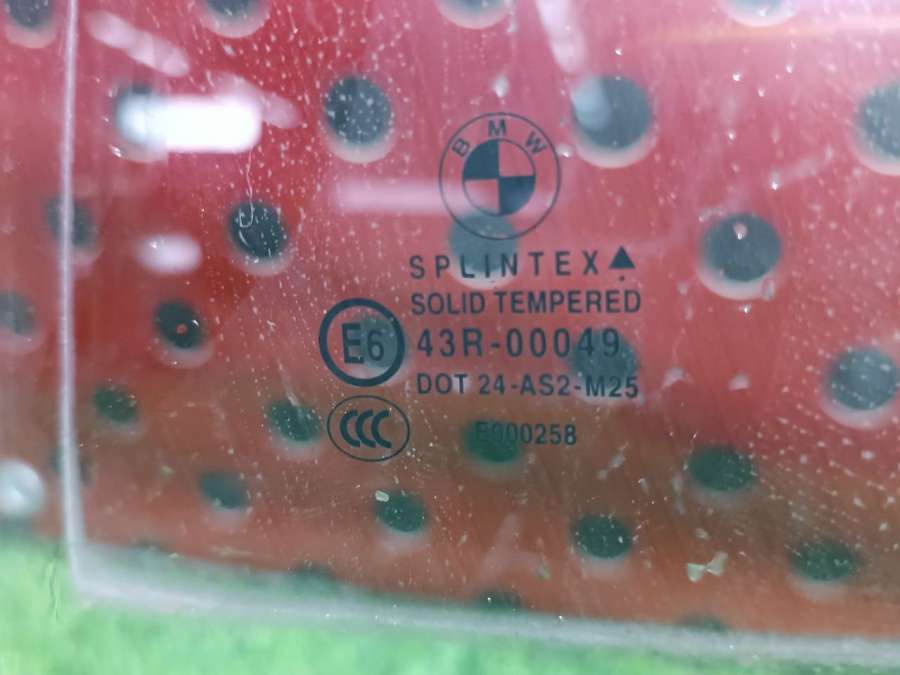 BMW
SPLINTEX
SOLID TEMPERED
E6 43R-00049
DOT 24-AS2-M25
CCC E000258